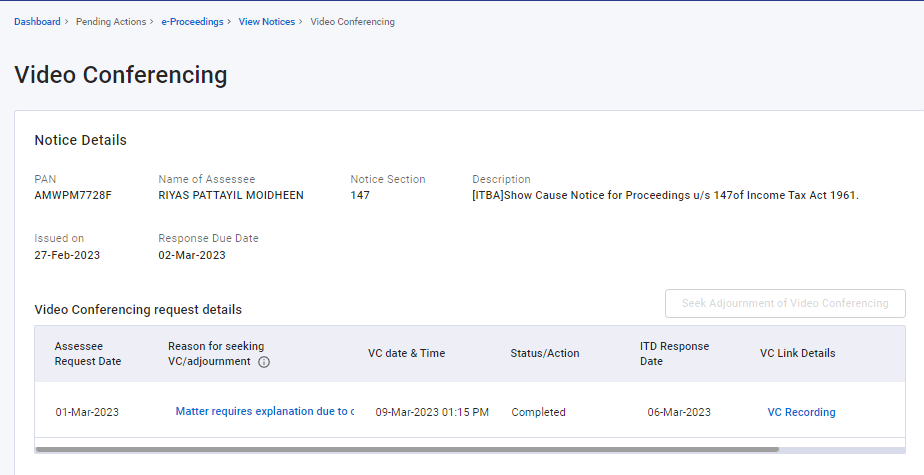 Dashboard > Pending Actions > e-Proceedings > View Notices > Video Conferencing
Video Conferencing
Notice Details
PAN Name of Assessee Notice Section Description
AMWPM7728F RIYAS PATTAYIL MOIDHEEN 147 [ITBA]Show Cause Notice for Proceedings u/s 147of Income Tax Act 1961.
Issued on Response Due Date
27-Feb-2023 02-Mar-2023
Seek Adjournment of Video Conferencing
Video Conferencing request details
Assessee Request Date Reason for seeking VC/adjournment VC date & Time Status/Action ITD Response Date VC Link Details
01-Mar-2023 Matter requires explanation due to c 09-Mar-2023 01:15 PM Completed 06-Mar-2023 VC Recording